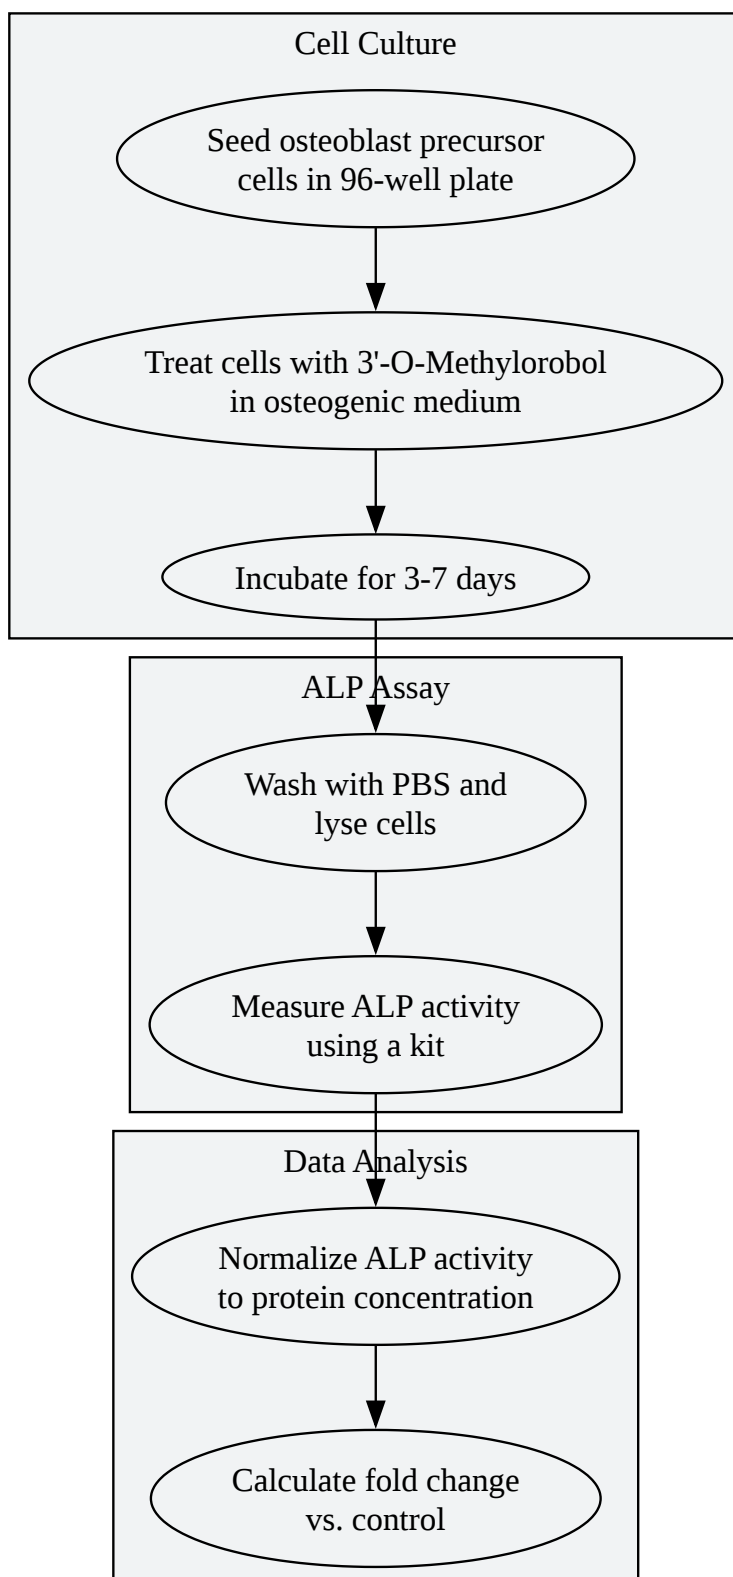 Cell Culture
Seed osteoblast precursor
cells in 96-well plate
Treat cells with 3'-O-Methylorobol
in osteogenic medium
Incubate for 3-7 days
ALP Assay
Wash with PBS and
lyse cells
Measure ALP activity
using a kit
Data Analysis
Normalize ALP activity
to protein concentration
Calculate fold change
vs. control